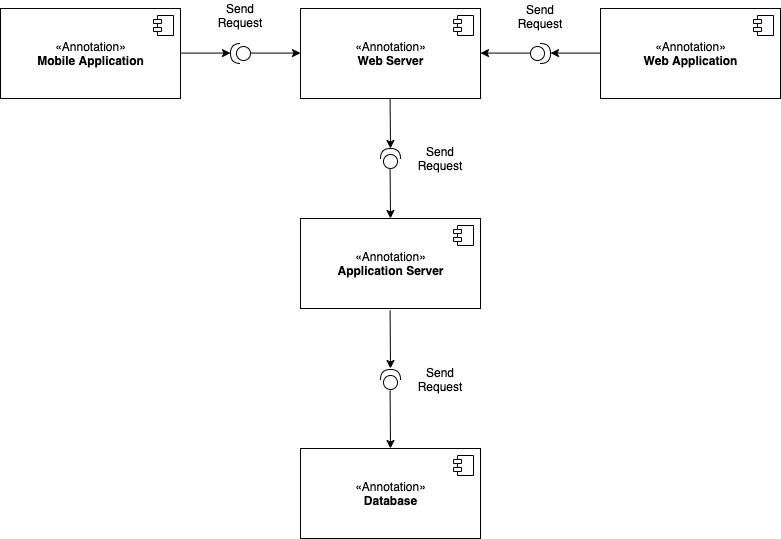 Send
Request
Send
Request
«Annotation»
Mobile Application
«Annotation»
Web Server
«Annotation»
Web Application
Send
Request
«Annotation»
Application Server
Send
Request
«Annotation»
Database